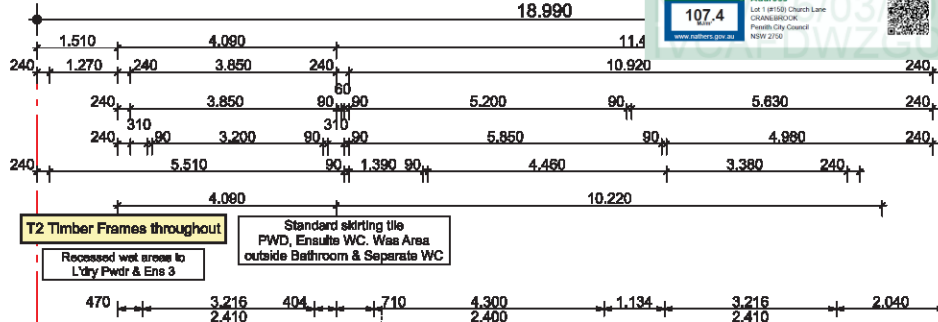 18.990
107.4
www.nathers.gov.au
Lot 1 (#150) Church Lane
CRANEBROOK
Penrith City Council
NSW 2750
1.510 4.090
240 1.270 240 3.850 240 10.920 240
60
240 3.850 90 90 5.200 90 5.630
310 310
240 90 3.200 90 90 5.850 90 4.980 240
240 5.510 90 1.390 90 4.460 3.380 240
4.090 10.220
T2 Timber Frames throughout
Standard skirting tile
PWD, Ensuite WC. Was Area
outside Bathroom & Separate WC
Recessed wet areas to
L'dry Pwdr & Ens 3
470 3.216 404 710 4.300 1.134 3.216 2.040
2.410 2.400 2.410